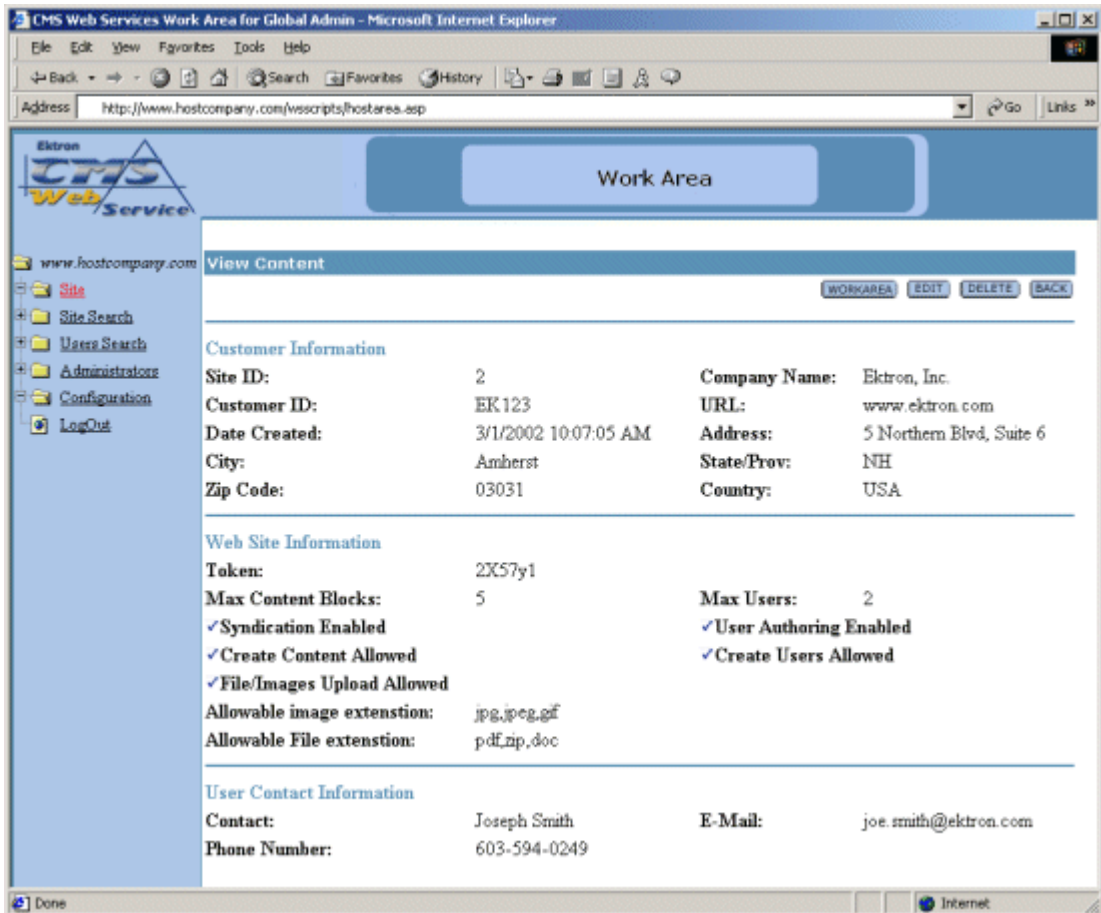 CMS Web Services Work Area for Global Admin - Microsoft Internet Explorer
File Edit View Favorites Tools Help
Back Search Favorites History
Address http://www.hostcompany.com/wsscripts/hostarea.asp Go Links »
Ektron
CMS
Web
Service
Work Area
www.hostcompany.com View Content
Site WORKAREA EDIT DELETE BACK
Site Search
Users Search
Administrators
Configuration
LogOut
Customer Information
Site ID: 2 Company Name: Ektron, Inc.
Customer ID: EK123 URL: www.ektron.com
Date Created: 3/1/2002 10:07:05 AM Address: 5 Northern Blvd, Suite 6
City: Amherst State/Prov: NH
Zip Code: 03031 Country: USA
Web Site Information
Token: 2X57y1
Max Content Blocks: 5 Max Users: 2
✓Syndication Enabled ✓User Authoring Enabled
✓Create Content Allowed ✓Create Users Allowed
✓File/Images Upload Allowed
Allowable image extenstion: jpg,jpeg,gif
Allowable File extenstion: pdf,zip,doc
User Contact Information
Contact: Joseph Smith E-Mail: joe.smith@ektron.com
Phone Number: 603-594-0249
Done Internet